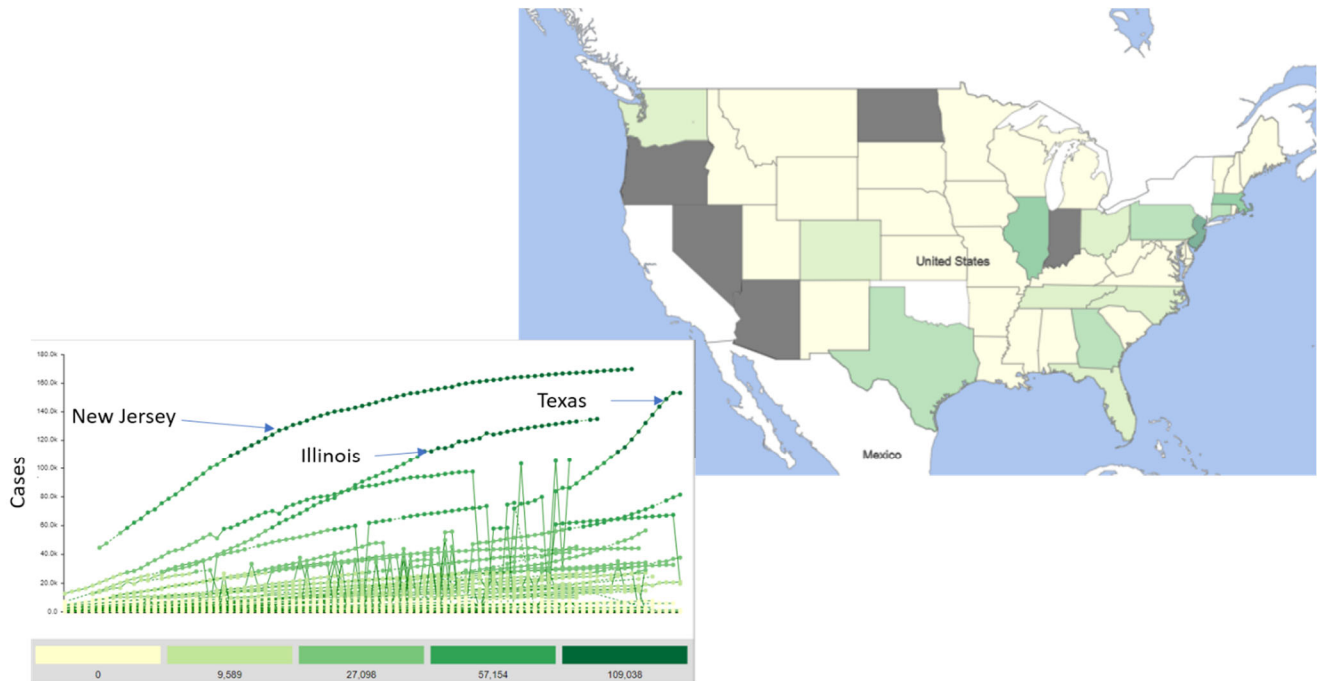 United States
Mexico
180.0k
160.0k
140.0k
120.0k
100.0k
80.0k
60.0k
40.0k
20.0k
0.0
Cases
New Jersey
Illinois
Texas
0
9,589
27,098
57,154
109,038